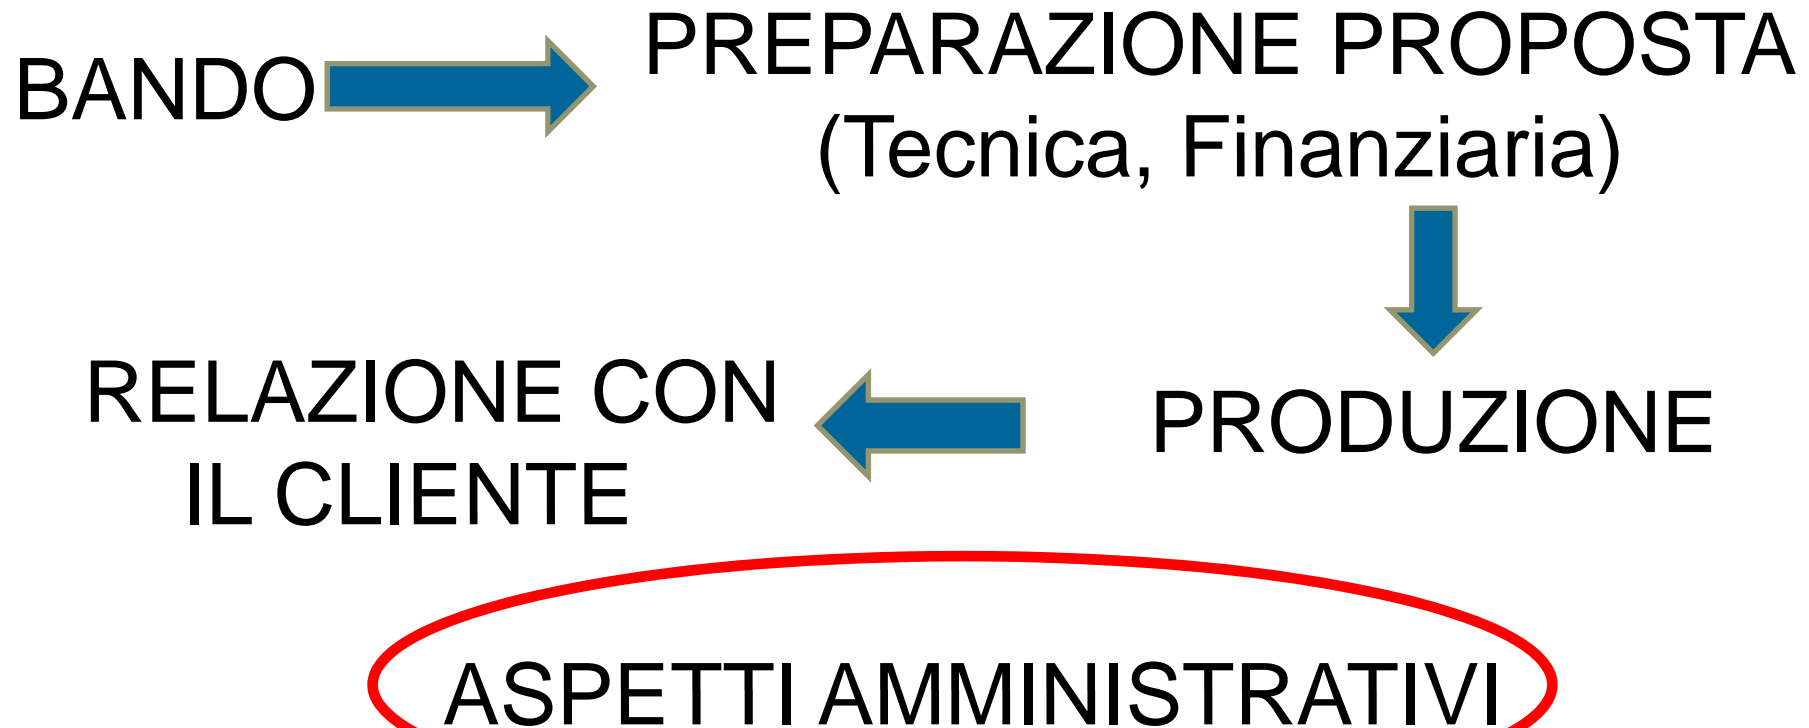 BANDO
PREPARAZIONE PROPOSTA
(Tecnica, Finanziaria)
RELAZIONE CON
IL CLIENTE
PRODUZIONE
ASPETTI AMMINISTRATIVI